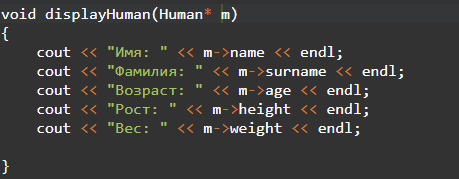 void displayHuman(Human* m)
{
    cout << "Имя: " << m->name << endl;
    cout << "Фамилия: " << m->surname << endl;
    cout << "Возраст: " << m->age << endl;
    cout << "Рост: " << m->height << endl;
    cout << "Вес: " << m->weight << endl;

}